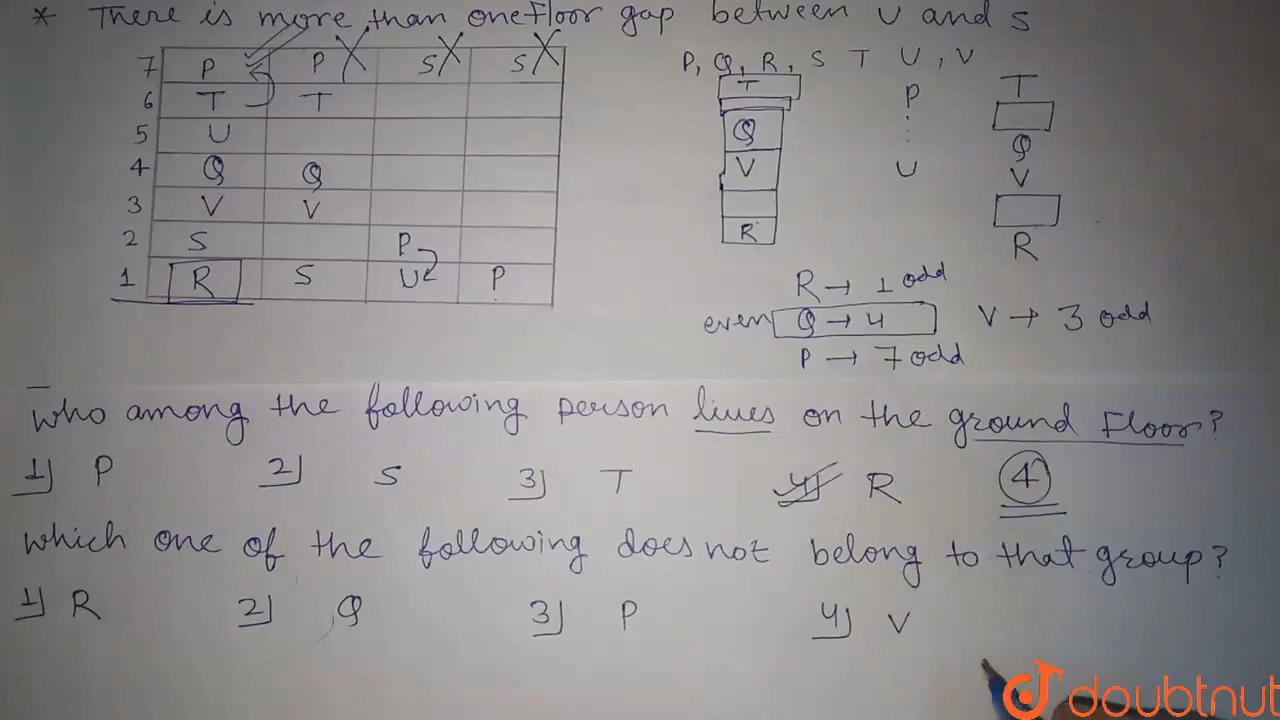 * There is more than one Floor gap between U and S
7 P P S S
6 T T
5 U
4 Q Q
3 V V
2 S P
1 R S U P
P, Q, R, S T U, V
T
Q
V
R
P
U
T
Q
V
R
R → 1 odd
even Q → 4 V → 3 odd
P → 7 odd
who among the following person lives on the ground Floor?
1) P 2) S 3) T 4) R 4
which one of the following does not belong to that group?
1) R 2) Q 3) P 4) V
doubtnut